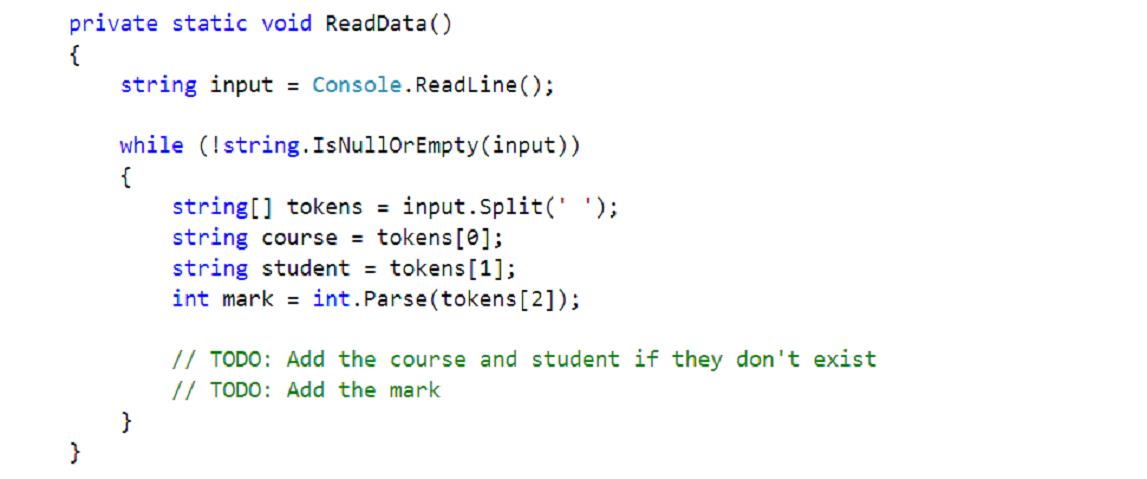 private static void ReadData()
{
    string input = Console.ReadLine();

    while (!string.IsNullOrEmpty(input))
    {
        string[] tokens = input.Split(' ');
        string course = tokens[0];
        string student = tokens[1];
        int mark = int.Parse(tokens[2]);

        // TODO: Add the course and student if they don't exist
        // TODO: Add the mark
    }
}